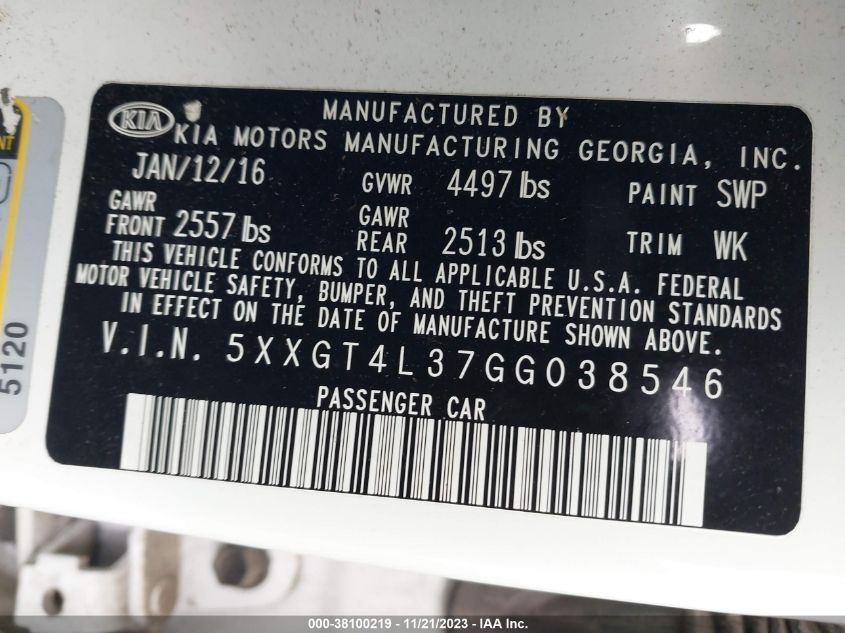 KIA
MANUFACTURED BY
KIA MOTORS MANUFACTURING GEORGIA, INC.
JAN/12/16 GVWR 4497 lbs PAINT SWP
GAWR FRONT 2557 lbs GAWR REAR 2513 lbs TRIM WK
THIS VEHICLE CONFORMS TO ALL APPLICABLE U.S.A. FEDERAL
MOTOR VEHICLE SAFETY, BUMPER, AND THEFT PREVENTION STANDARDS
IN EFFECT ON THE DATE OF MANUFACTURE SHOWN ABOVE.
V.I.N. 5XXGT4L37GG038546
PASSENGER CAR
5120
000-38100219 - 11/21/2023 - IAA Inc.